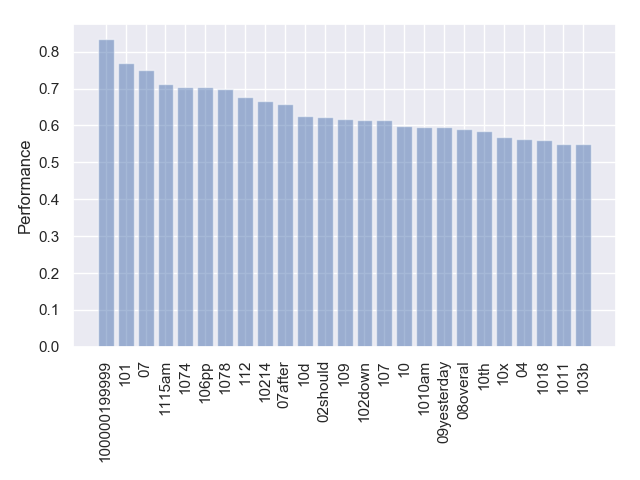 0.8
0.7
0.6
0.5
0.4
0.3
0.2
0.1
0.0
Performance
100000199999
101
07
1115am
1074
106pp
1078
112
10214
07after
10d
02should
109
102down
107
10
1010am
09yesterday
08overal
10th
10x
04
1018
1011
103b